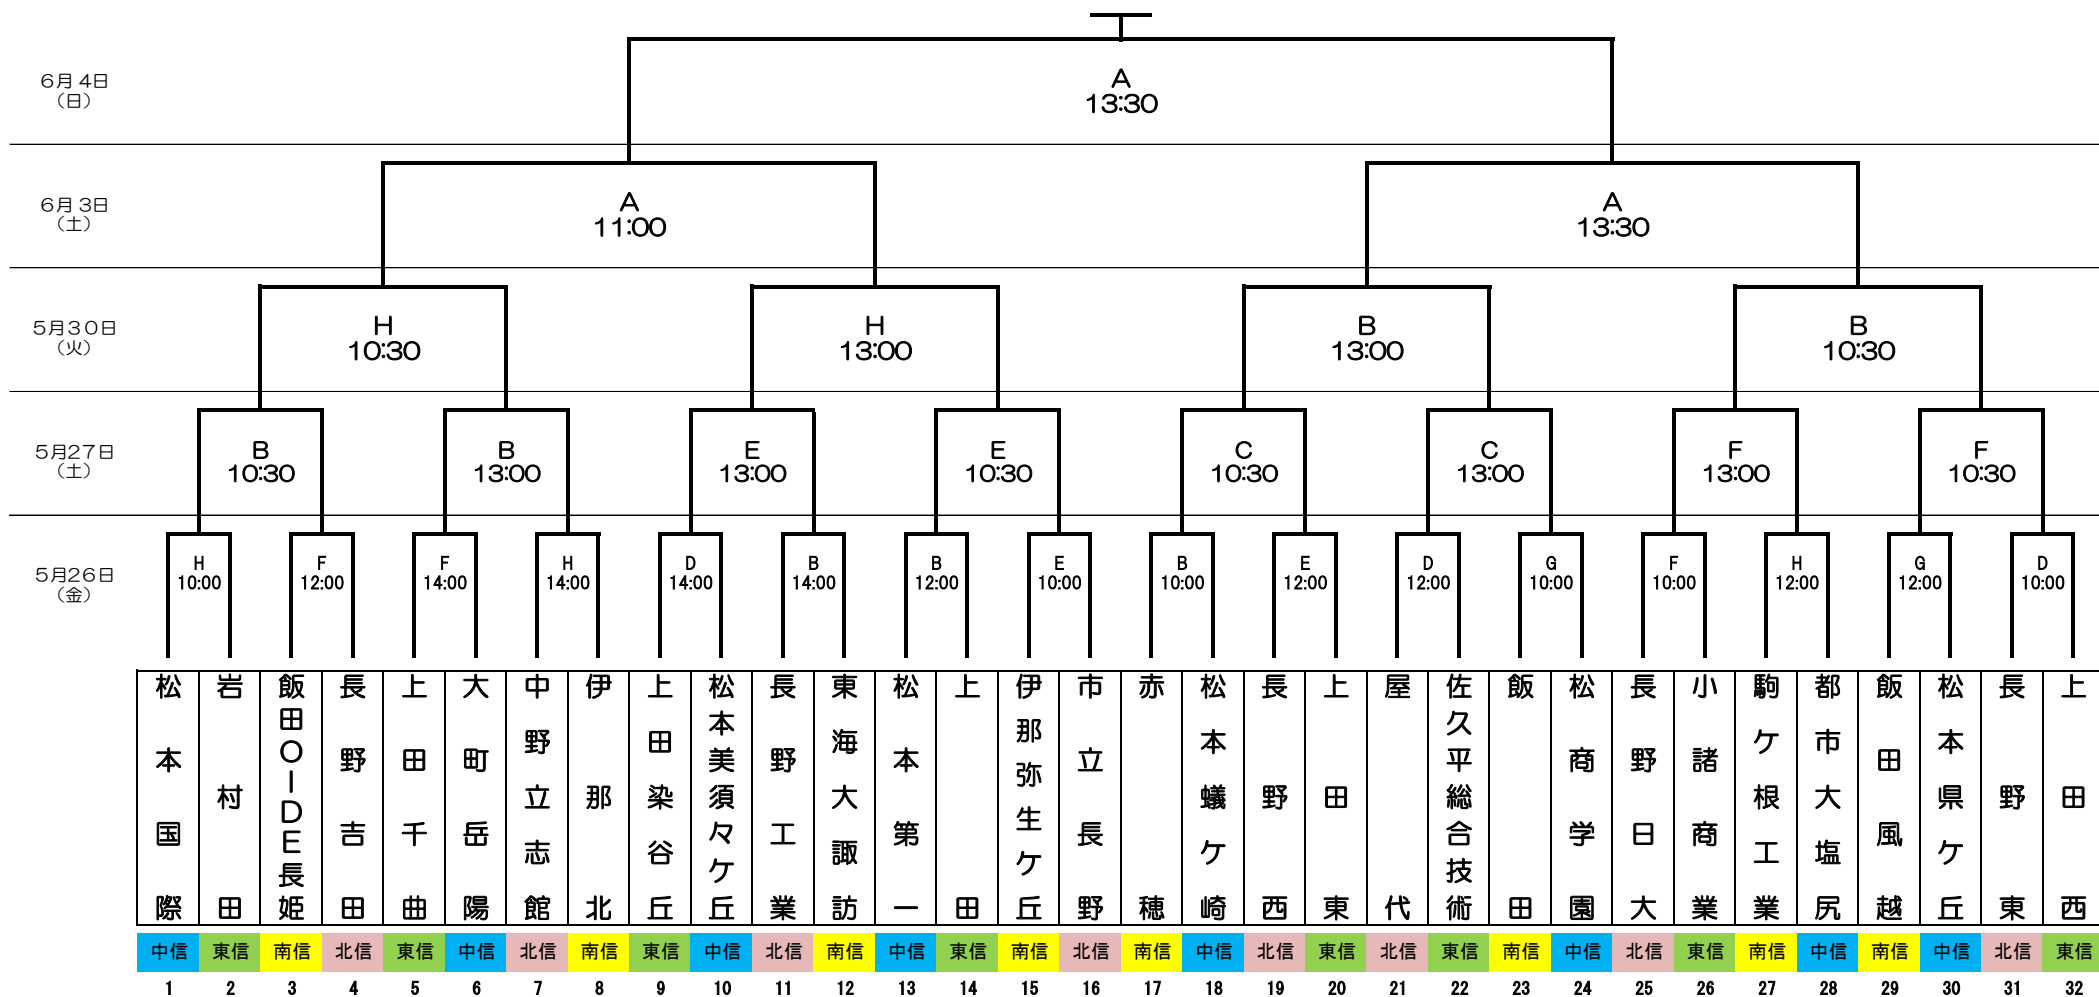 6月4日
（日）
A
13:30
6月3日
（土）
A
11:00
A
13:30
5月30日
（火）
H
10:30
H
13:00
B
13:00
B
10:30
5月27日
（土）
B
10:30
B
13:00
E
13:00
E
10:30
C
10:30
C
13:00
F
13:00
F
10:30
5月26日
（金）
H
10:00
F
12:00
F
14:00
H
14:00
D
14:00
B
14:00
B
12:00
E
10:00
B
10:00
E
12:00
D
12:00
G
10:00
F
10:00
H
12:00
G
12:00
D
10:00
松本国際
岩村田
飯田OIDE長姫
長野吉田
上田千曲
大町岳陽
中野立志館
伊那北
上田染谷丘
松本美須々ケ丘
長野工業
東海大諏訪
松本第一
上田
伊那弥生ケ丘
市立長野
赤穂
松本蟻ケ崎
長野西
上田東
屋代
佐久平総合技術
飯田
松商学園
長野日大
小諸商業
駒ケ根工業
都市大塩尻
飯田風越
松本県ケ丘
長野東
上田西
中信 東信 南信 北信 東信 中信 北信 南信 東信 中信 北信 南信 中信 東信 南信 北信 南信 中信 北信 東信 北信 東信 南信 中信 北信 東信 南信 中信 南信 中信 北信 東信
1 2 3 4 5 6 7 8 9 10 11 12 13 14 15 16 17 18 19 20 21 22 23 24 25 26 27 28 29 30 31 32